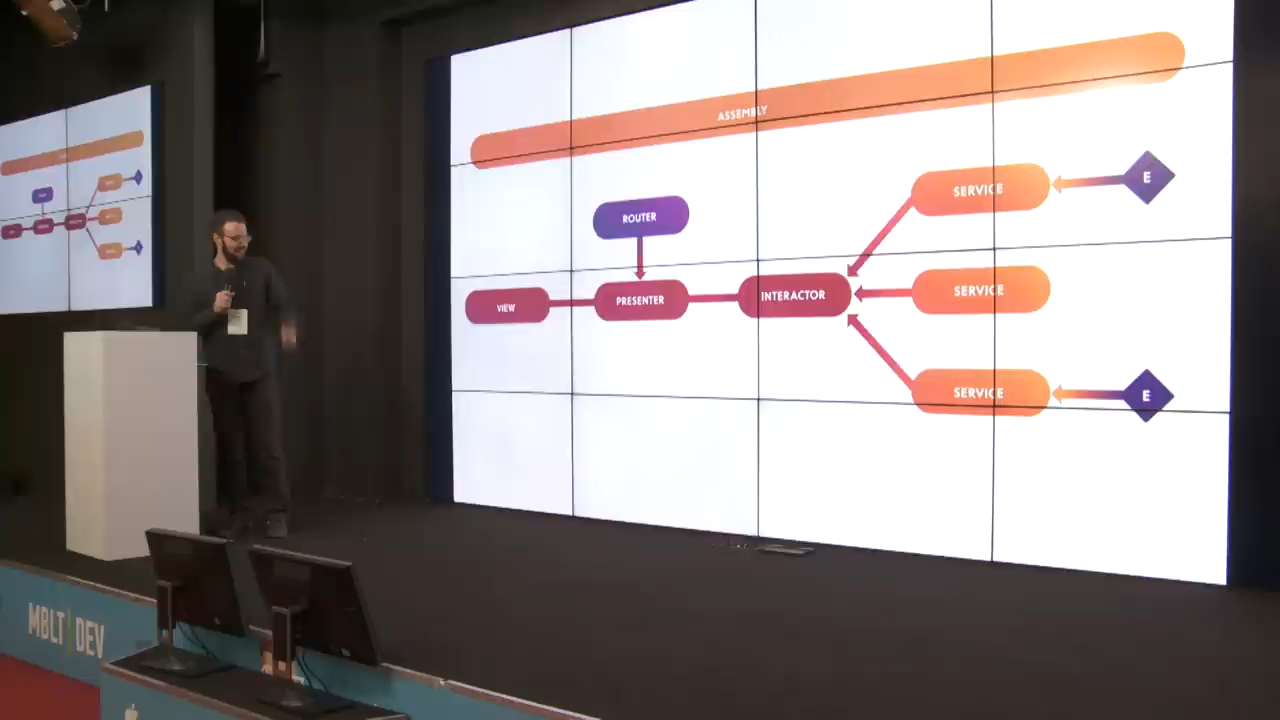 ASSEMBLY
ROUTER
SERVICE
E
VIEW
PRESENTER
INTERACTOR
SERVICE
SERVICE
E
MBLT|DEV